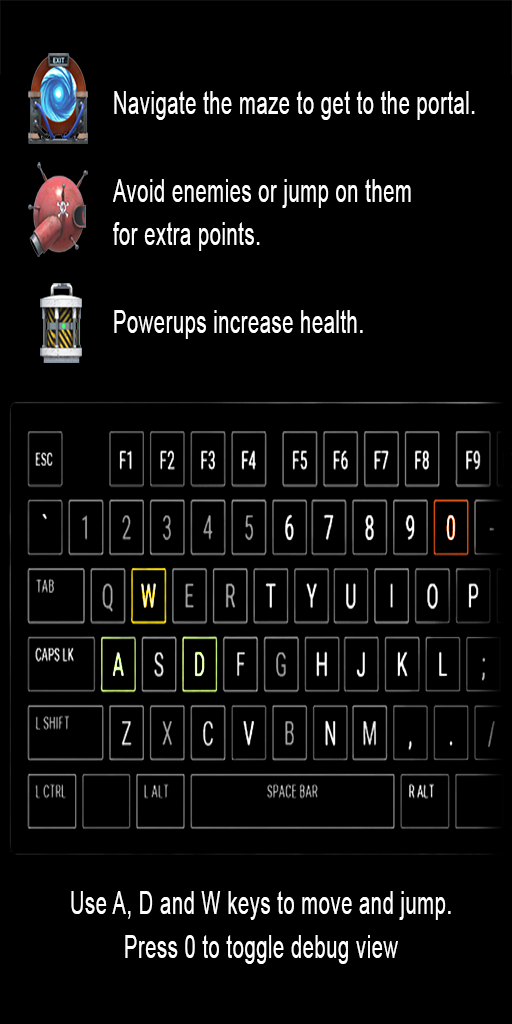 EXIT
Navigate the maze to get to the portal.
Avoid enemies or jump on them
for extra points.
Powerups increase health.
ESC F1 F2 F3 F4 F5 F6 F7 F8 F9
` 1 2 3 4 5 6 7 8 9 0 -
TAB Q W E R T Y U I O P
CAPS LK A S D F G H J K L ;
L SHIFT Z X C V B N M , . /
L CTRL L ALT SPACE BAR R ALT
Use A, D and W keys to move and jump.
Press 0 to toggle debug view